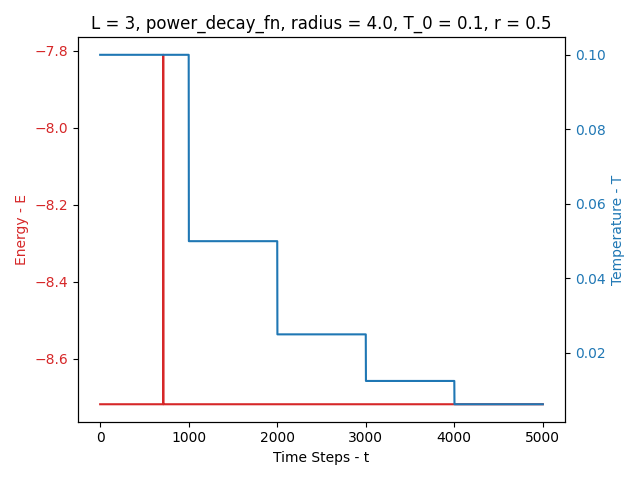 L = 3, power_decay_fn, radius = 4.0, T_0 = 0.1, r = 0.5
−7.8
−8.0
−8.2
−8.4
−8.6
Energy - E
0.10
0.08
0.06
0.04
0.02
Temperature - T
0 1000 2000 3000 4000 5000
Time Steps - t